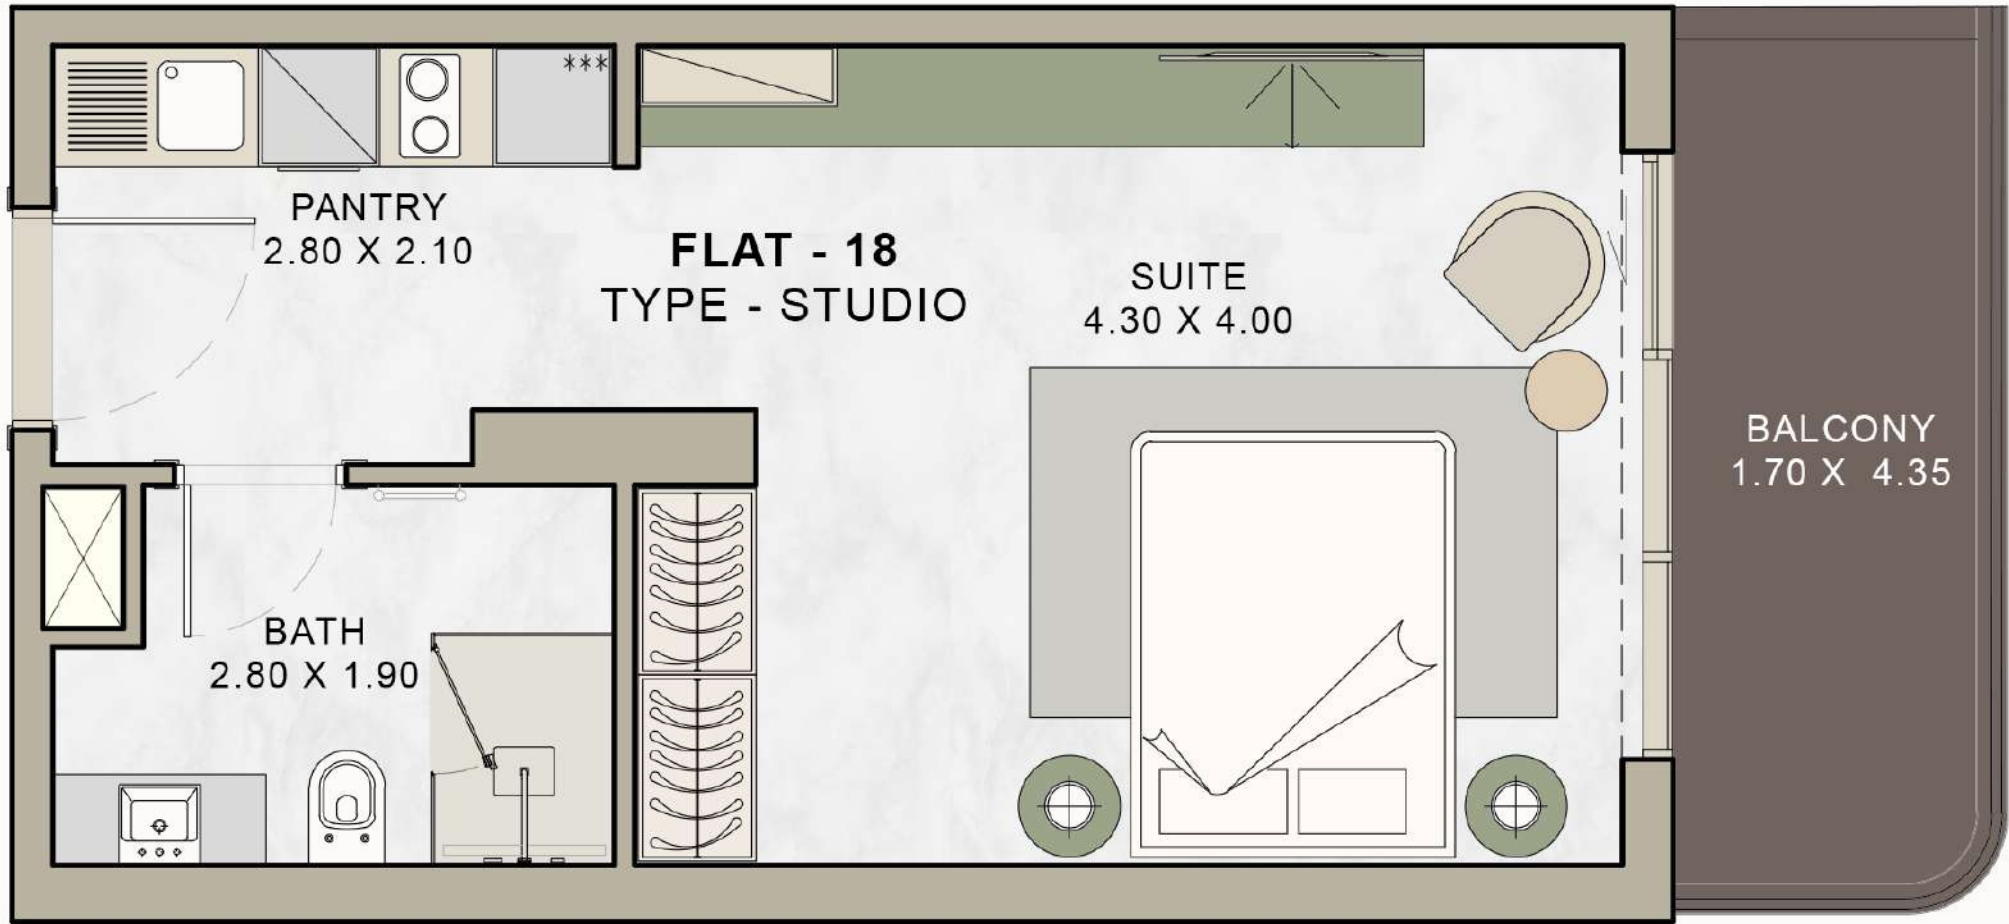 ***
PANTRY
2.80 X 2.10
FLAT - 18
TYPE - STUDIO
SUITE
4.30 X 4.00
BALCONY
1.70 X 4.35
BATH
2.80 X 1.90